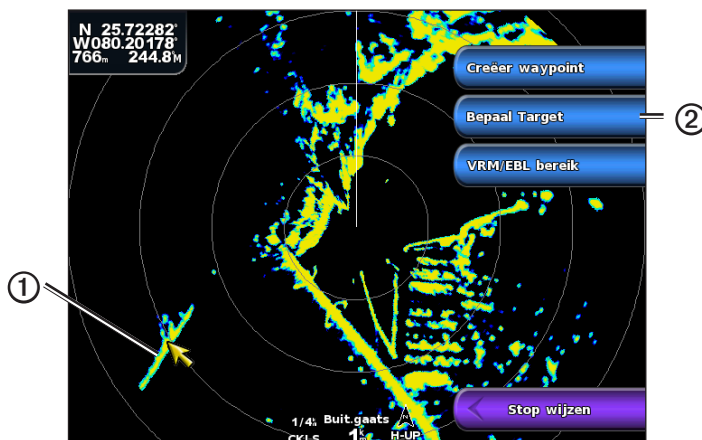 N 25.72282°
W080.20178°
766m 244.8°M
Creëer waypoint
Bepaal Target
②
VRM/EBL bereik
①
Stop wijzen
1/4 Buit.gaats
H-UP